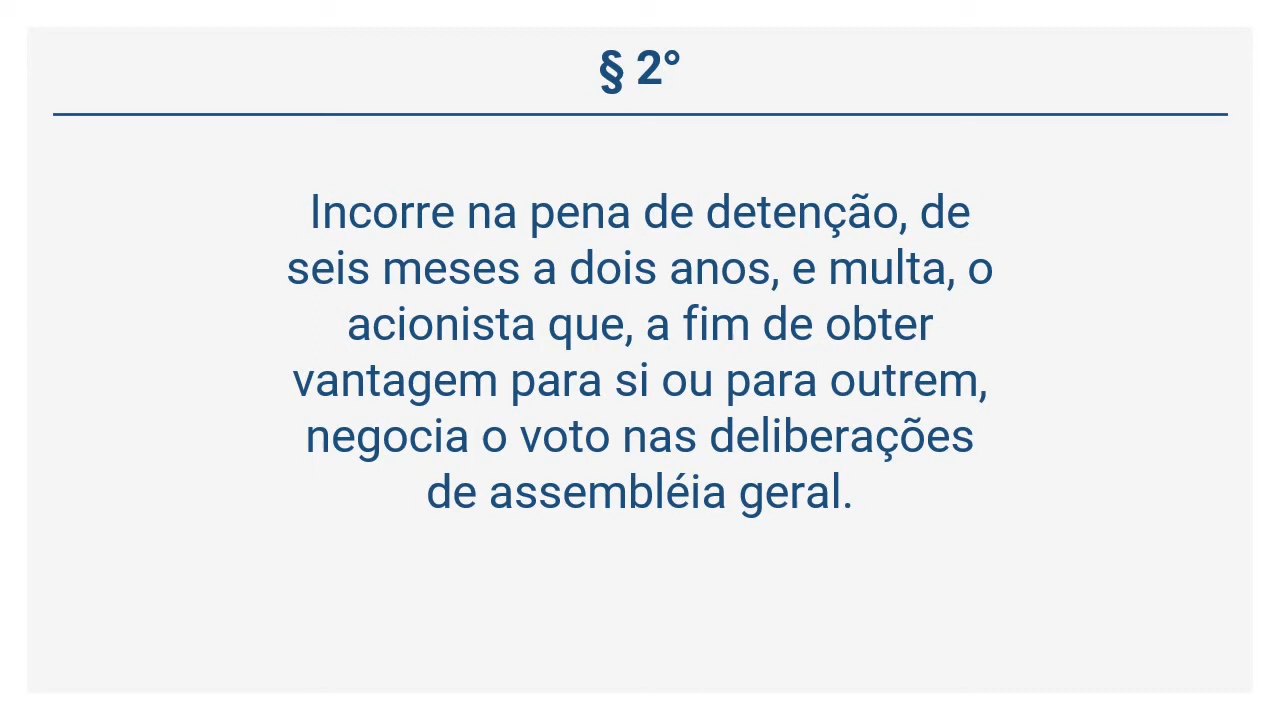 § 2°
Incorre na pena de detenção, de
seis meses a dois anos, e multa, o
acionista que, a fim de obter
vantagem para si ou para outrem,
negocia o voto nas deliberações
de assembléia geral.